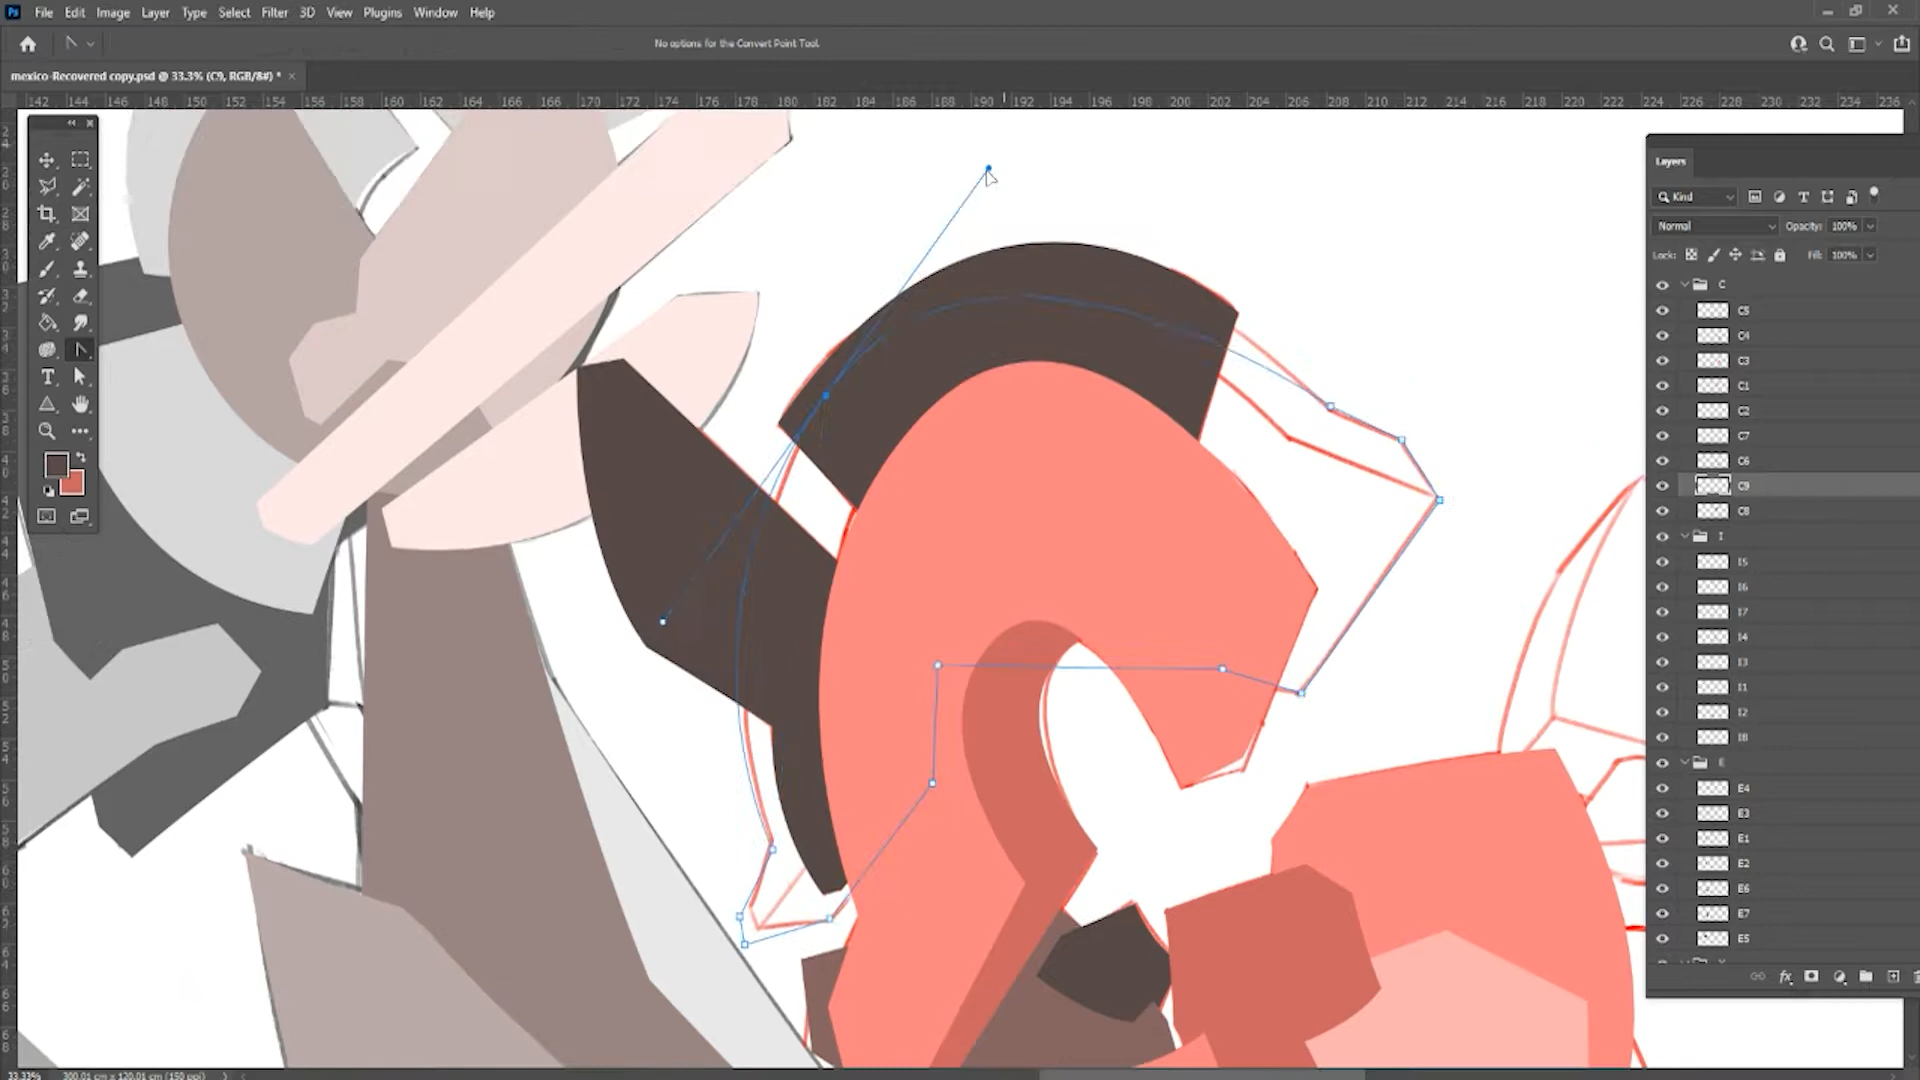 Ps File Edit Image Layer Type Select Filter 3D View Plugins Window Help
No options for the Convert Point Tool.
mexico-Recovered copy.psd @ 33.3% (C9, RGB/8#) *
142 144 146 148 150 152 154 156 158 160 162 164 166 168 170 172 174 176 178 180 182 184 186 188 190 192 194 196 198 200 202 204 206 208 210 212 214 216 218 220 222 224 226 228 230 232 234 236
Layers
Kind
Normal Opacity: 100%
Lock: Fill: 100%
C
C5
C4
C3
C1
C2
C7
C6
C9
C8
I
I5
I6
I7
I4
I3
I1
I2
I8
E
E4
E3
E1
E2
E6
E7
E5
33.33% 300.01 cm x 120.01 cm (150 ppi)